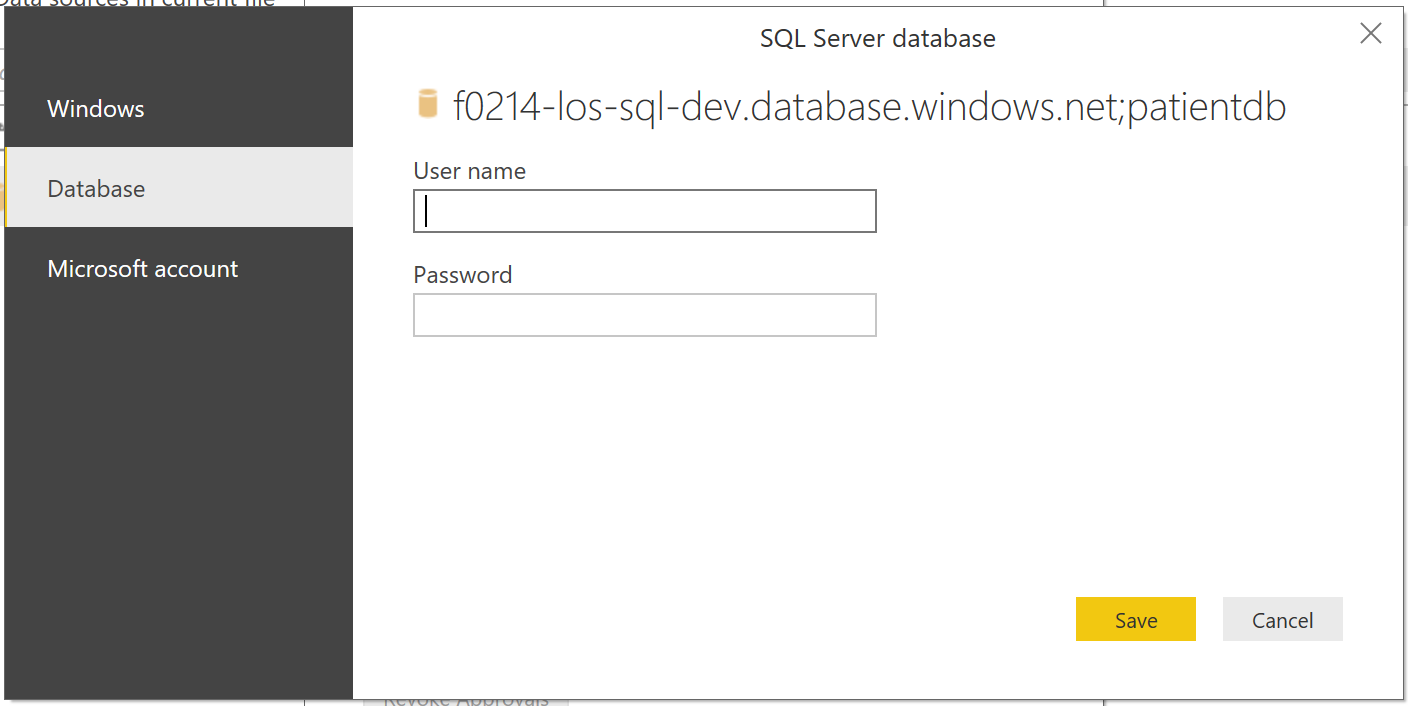 Data sources in current file
SQL Server database
Windows
Database
Microsoft account
f0214-los-sql-dev.database.windows.net;patientdb
User name
Password
Save
Cancel
Revoke Approvals